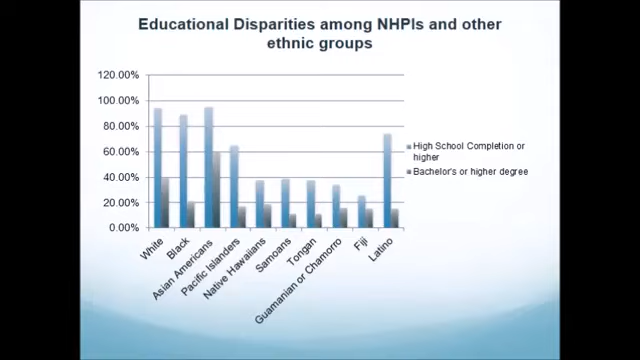 Educational Disparities among NHPIs and other
ethnic groups
120.00%
100.00%
80.00%
60.00%
40.00%
20.00%
0.00%
White
Black
Asian Americans
Pacific Islanders
Native Hawaiians
Samoans
Tongan
Guamanian or Chamorro
Fiji
Latino
High School Completion or
higher
Bachelor's or higher degree